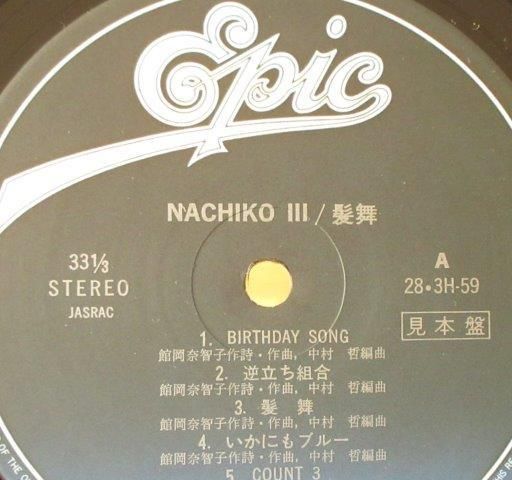 Epic
NACHIKO III / 髪舞
33⅓
STEREO
JASRAC
A
28・3H-59
見本盤
1. BIRTHDAY SONG
館岡奈智子作詩・作曲, 中村 哲編曲
2. 逆立ち組合
館岡奈智子作詩・作曲, 中村 哲編曲
3. 髪 舞
館岡奈智子作詩・作曲, 中村 哲編曲
4. いかにもブルー
館岡奈智子作詩・作曲, 中村 哲編曲
5. COUNT 3